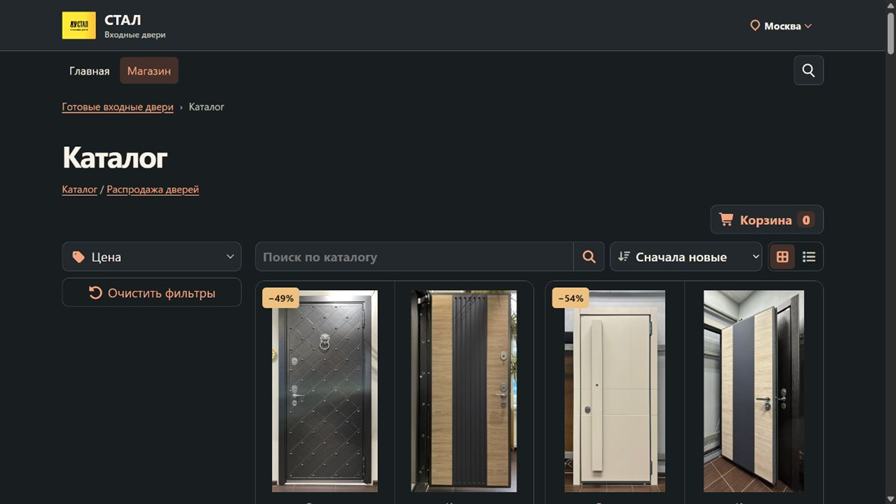 СТАЛ
Входные двери
Москва
Главная
Магазин
Готовые входные двери › Каталог
Каталог
Каталог / Распродажа дверей
Корзина 0
Цена
Поиск по каталогу
Сначала новые
Очистить фильтры
−49%
−54%